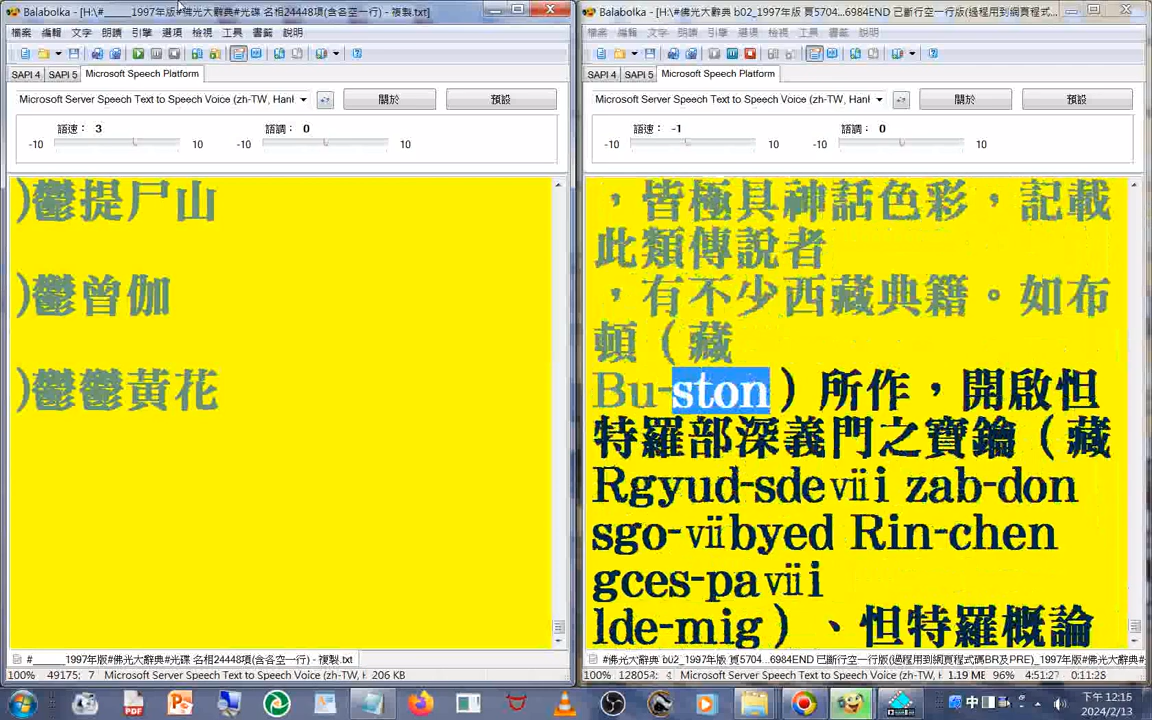 Balabolka - [H:\#_____1997年版#佛光大辭典#光碟 名相24448項(含各空一行) - 複製.txt]
檔案 編輯 文字 朗讀 引擎 選項 檢視 工具 書籤 說明
SAPI 4 SAPI 5 Microsoft Speech Platform
Microsoft Server Speech Text to Speech Voice (zh-TW, HanI
關於
預設
語速： 3
語調： 0
-10 10 -10 10
)鬱提尸山
)鬱曾伽
)鬱鬱黃花
#_____1997年版#佛光大辭典#光碟 名相24448項(含各空一行) - 複製.txt
100% 49175: 7 Microsoft Server Speech Text to Speech Voice (zh-TW, H 206 KB
Balabolka - [H:\#佛光大辭典 b02_1997年版 頁5704...6984END 已斷行空一行版(過程用到網頁程式...
檔案 編輯 文字 朗讀 引擎 選項 檢視 工具 書籤 說明
SAPI 4 SAPI 5 Microsoft Speech Platform
Microsoft Server Speech Text to Speech Voice (zh-TW, HanI
關於
預設
語速： -1
語調： 0
-10 10 -10 10
，皆極具神話色彩，記載
此類傳說者
，有不少西藏典籍。如布
頓（藏
Bu-ston）所作，開啟怛
特羅部深義門之寶鑰（藏
Rgyud-sdeⅶi zab-don
sgo-ⅶbyed Rin-chen
gces-paⅶi
lde-mig）、怛特羅概論
#佛光大辭典 b02_1997年版 頁5704...6984END 已斷行空一行版(過程用到網頁程式碼BR及PRE)_1997年版#佛光大辭典#
100% 128054: Microsoft Server Speech Text to Speech Voice (zh-TW, H 1.19 MB 96% 4:51:27 0:11:28
中
下午 12:16
2024/2/13